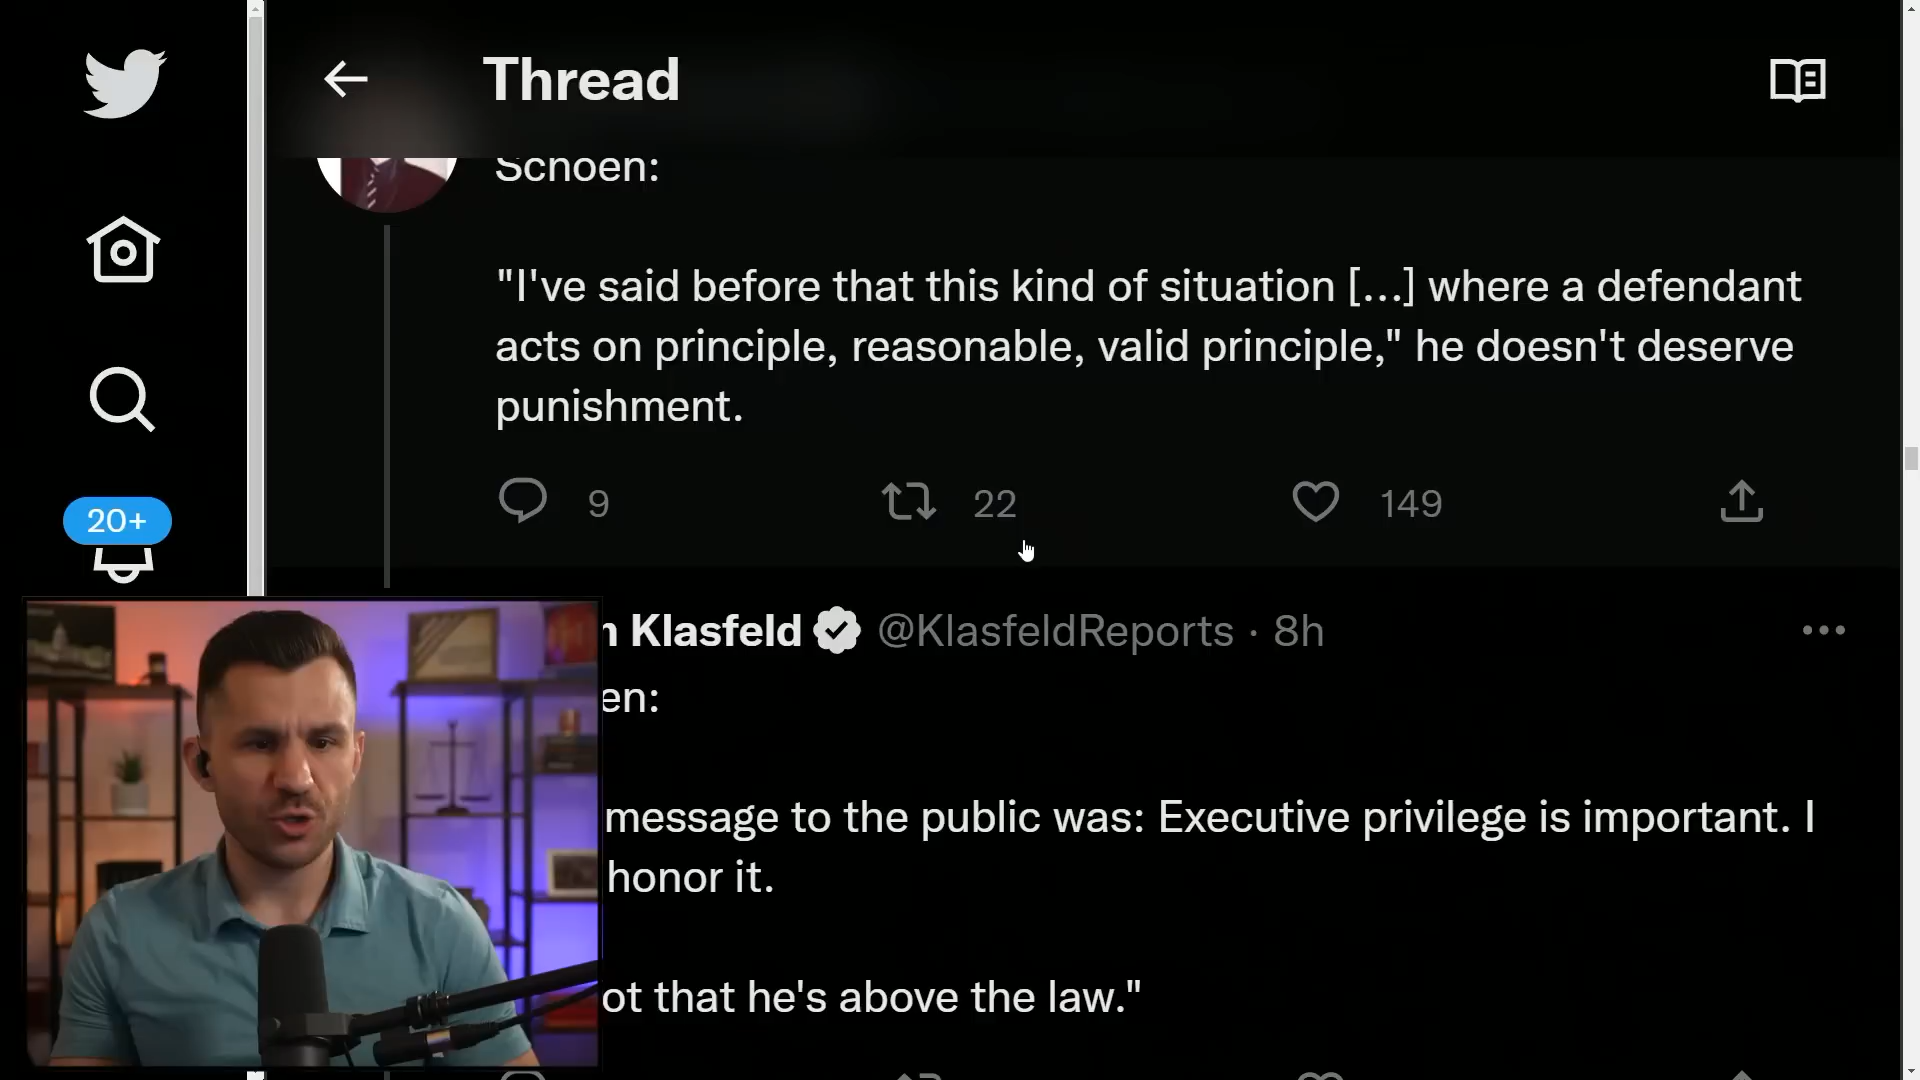 Thread
Schoen:
"I've said before that this kind of situation [...] where a defendant
acts on principle, reasonable, valid principle," he doesn't deserve
punishment.
9 22 149
20+
Klasfeld @KlasfeldReports · 8h
en:
message to the public was: Executive privilege is important. I
honor it.
ot that he's above the law."